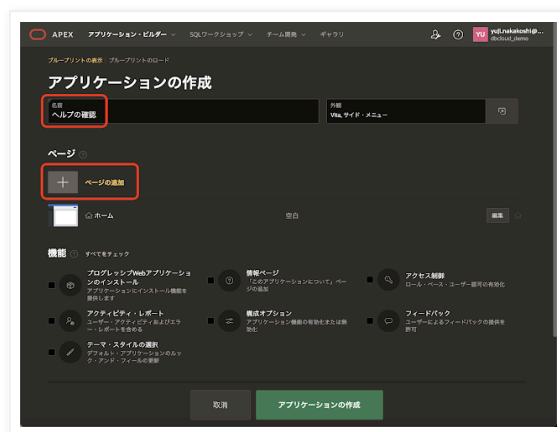 APEX アプリケーション・ビルダー SQLワークショップ チーム開発 ギャラリ YU yuji.nakakoshi@...
dbcloud_demo
ブループリントの表示 ブループリントのロード
アプリケーションの作成
名前
ヘルプの確認
外観
Vita, サイド・メニュー
ページ
ページの追加
ホーム 空白 編集
機能 すべてをチェック
プログレッシブWebアプリケーショ
ンのインストール
アプリケーションにインストール機能を
提供します
情報ページ
「このアプリケーションについて」ペー
ジの追加
アクセス制御
ロール・ベース・ユーザー認可の有効化
アクティビティ・レポート
ユーザー・アクティビティおよびエラ
ー・レポートを含める
構成オプション
アプリケーション機能の有効化または無
効化
フィードバック
ユーザーによるフィードバックの提供を
許可
テーマ・スタイルの選択
デフォルト・アプリケーションのルッ
ク・アンド・フィールの更新
取消 アプリケーションの作成